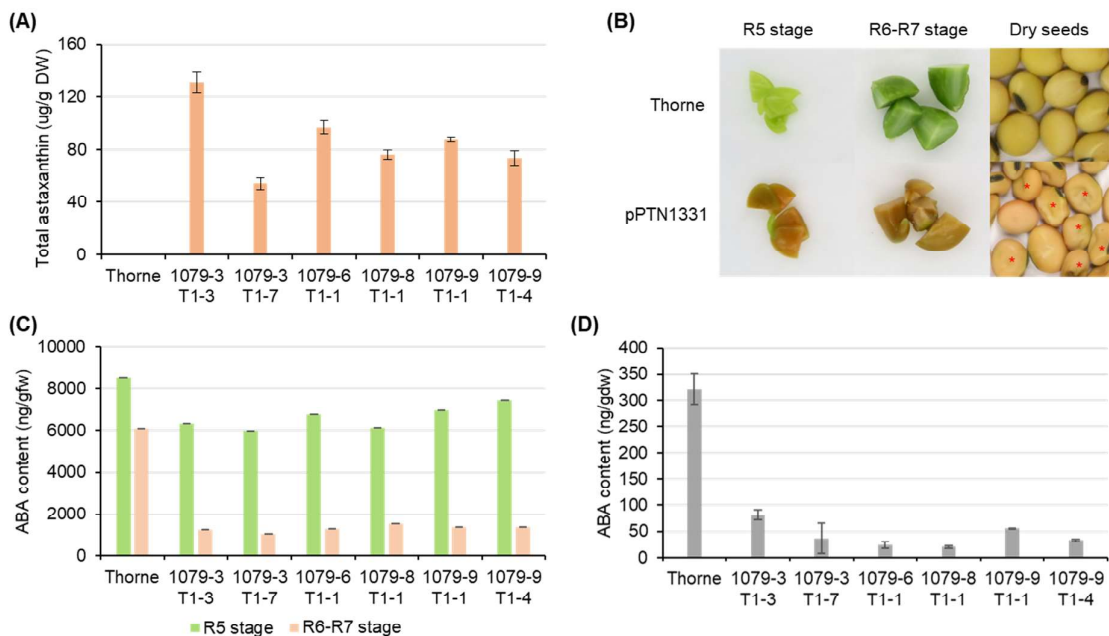 (A)
Total astaxanthin (ug/g DW)
160
120
80
40
0
Thorne
1079-3
T1-3
1079-3
T1-7
1079-6
T1-1
1079-8
T1-1
1079-9
T1-1
1079-9
T1-4
(B)
R5 stage
R6-R7 stage
Dry seeds
Thorne
pPTN1331
(C)
ABA content (ng/gfw)
10000
8000
6000
4000
2000
0
Thorne
1079-3
T1-3
1079-3
T1-7
1079-6
T1-1
1079-8
T1-1
1079-9
T1-1
1079-9
T1-4
R5 stage
R6-R7 stage
(D)
ABA content (ng/gdw)
400
350
300
250
200
150
100
50
0
Thorne
1079-3
T1-3
1079-3
T1-7
1079-6
T1-1
1079-8
T1-1
1079-9
T1-1
1079-9
T1-4